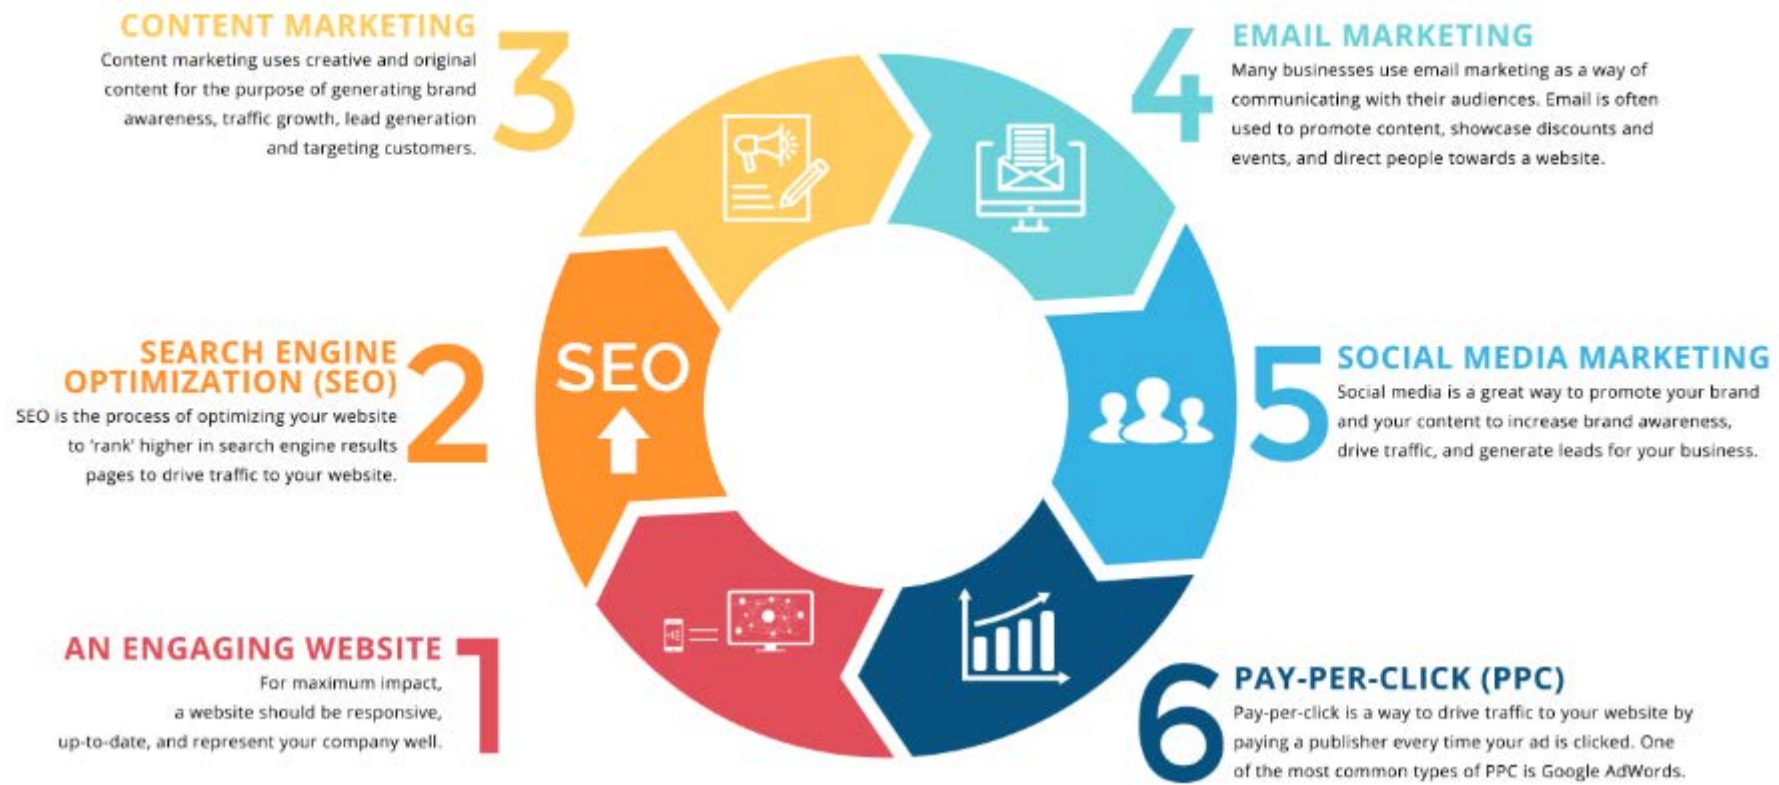 CONTENT MARKETING
Content marketing uses creative and original
content for the purpose of generating brand
awareness, traffic growth, lead generation
and targeting customers.
3
4
EMAIL MARKETING
Many businesses use email marketing as a way of
communicating with their audiences. Email is often
used to promote content, showcase discounts and
events, and direct people towards a website.
SEARCH ENGINE
OPTIMIZATION (SEO)
SEO is the process of optimizing your website
to 'rank' higher in search engine results
pages to drive traffic to your website.
2
SEO
5
SOCIAL MEDIA MARKETING
Social media is a great way to promote your brand
and your content to increase brand awareness,
drive traffic, and generate leads for your business.
AN ENGAGING WEBSITE
For maximum impact,
a website should be responsive,
up-to-date, and represent your company well.
1
6
PAY-PER-CLICK (PPC)
Pay-per-click is a way to drive traffic to your website by
paying a publisher every time your ad is clicked. One
of the most common types of PPC is Google AdWords.